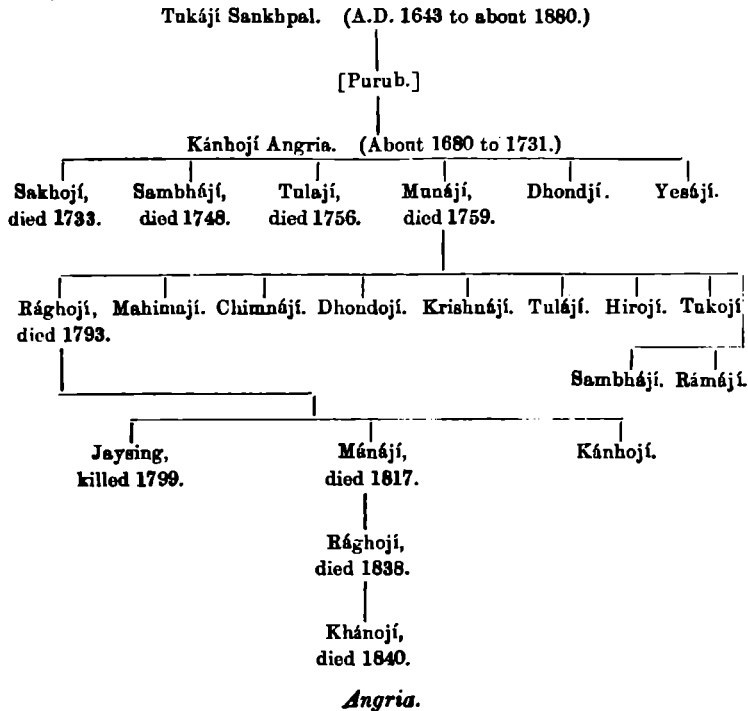 Tukájí Sankhpal. (A.D. 1643 to about 1880.)
[Purub.]
Kánhojí Angria. (About 1680 to 1731.)
Sakhojí, Sambhájí, Tulají, Munájí, Dhondjí. Yesájí.
died 1733. died 1748. died 1756. died 1759.
Rághojí, Mahimají. Chimnájí. Dhondojí. Krishnájí. Tulájí. Hirojí. Tukojí
died 1793.
Sambhájí. Rámájí.
Jaysing, Mánájí, Kánhojí.
killed 1799. died 1817.
Rághojí,
died 1838.
Khánojí,
died 1840.
Angria.